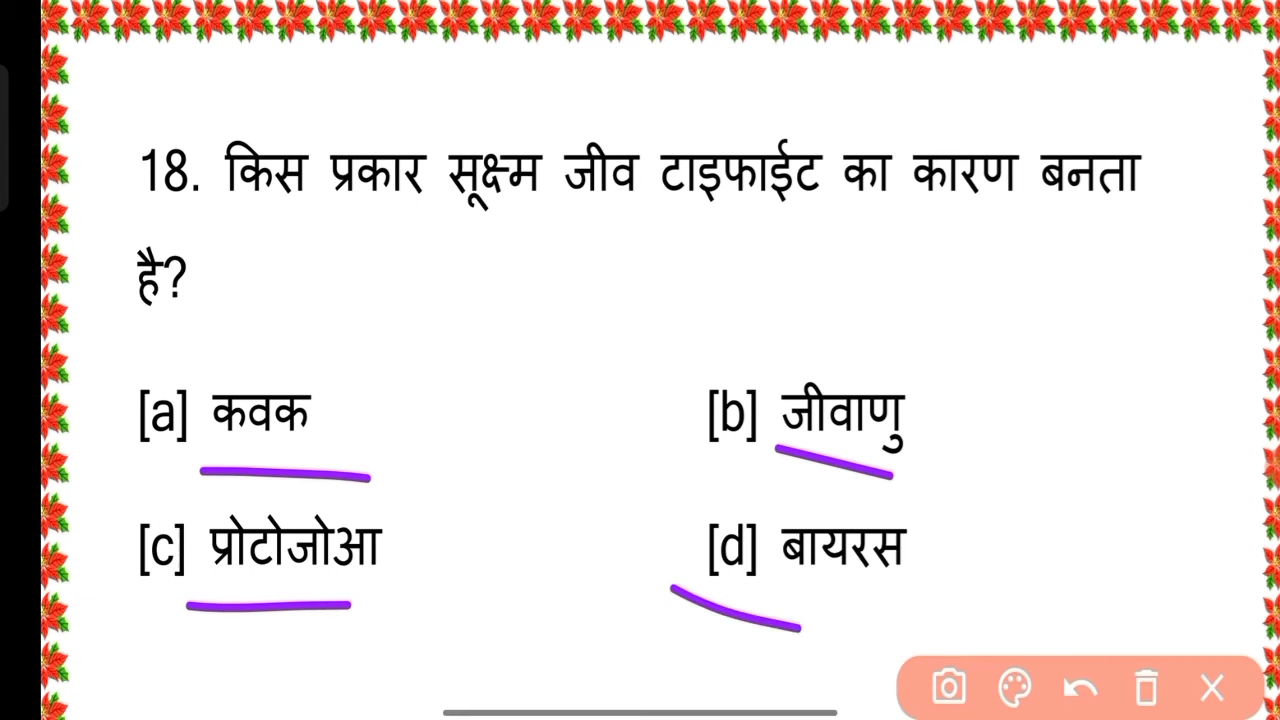 18. किस प्रकार सूक्ष्म जीव टाइफाईट का कारण बनता
है?
[a] कवक [b] जीवाणु
[c] प्रोटोजोआ [d] बायरस